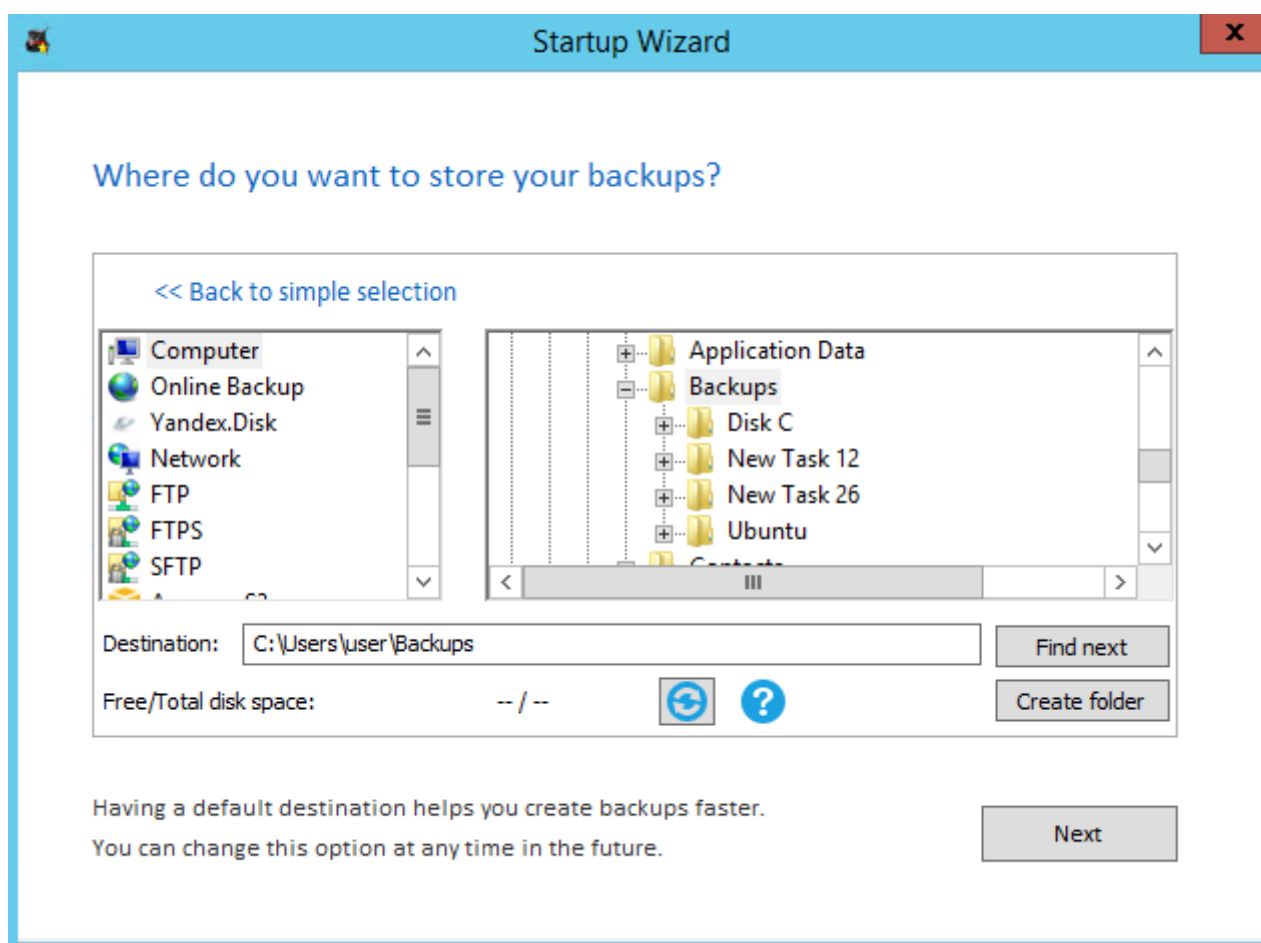 Startup Wizard
x
Where do you want to store your backups?
<< Back to simple selection
Computer
Online Backup
Yandex.Disk
Network
FTP
FTPS
SFTP
Application Data
Backups
Disk C
New Task 12
New Task 26
Ubuntu
Destination: C:\Users\user\Backups
Find next
Free/Total disk space: -- / --
?
Create folder
Having a default destination helps you create backups faster.
You can change this option at any time in the future.
Next